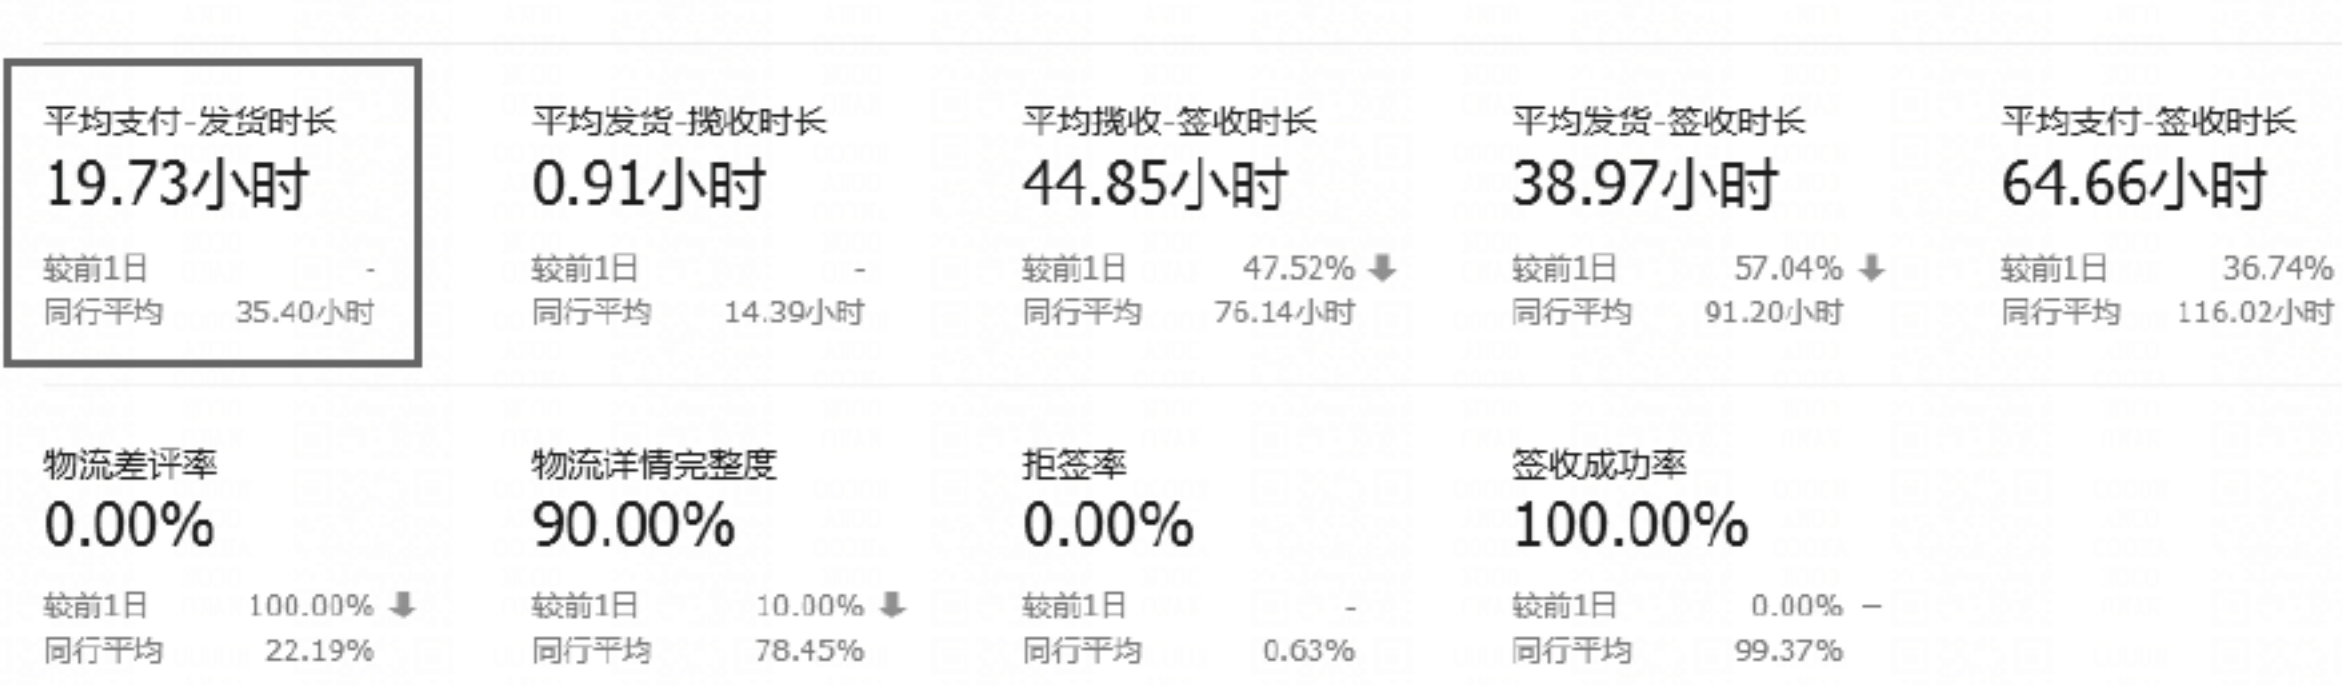 平均支付-发货时长
19.73小时
较前1日 -
同行平均 35.40小时
平均发货-揽收时长
0.91小时
较前1日 -
同行平均 14.39小时
平均揽收-签收时长
44.85小时
较前1日 47.52%
同行平均 76.14小时
平均发货-签收时长
38.97小时
较前1日 57.04%
同行平均 91.20小时
平均支付-签收时长
64.66小时
较前1日 36.74%
同行平均 116.02小时
物流差评率
0.00%
较前1日 100.00%
同行平均 22.19%
物流详情完整度
90.00%
较前1日 10.00%
同行平均 78.45%
拒签率
0.00%
较前1日 -
同行平均 0.63%
签收成功率
100.00%
较前1日 0.00% –
同行平均 99.37%